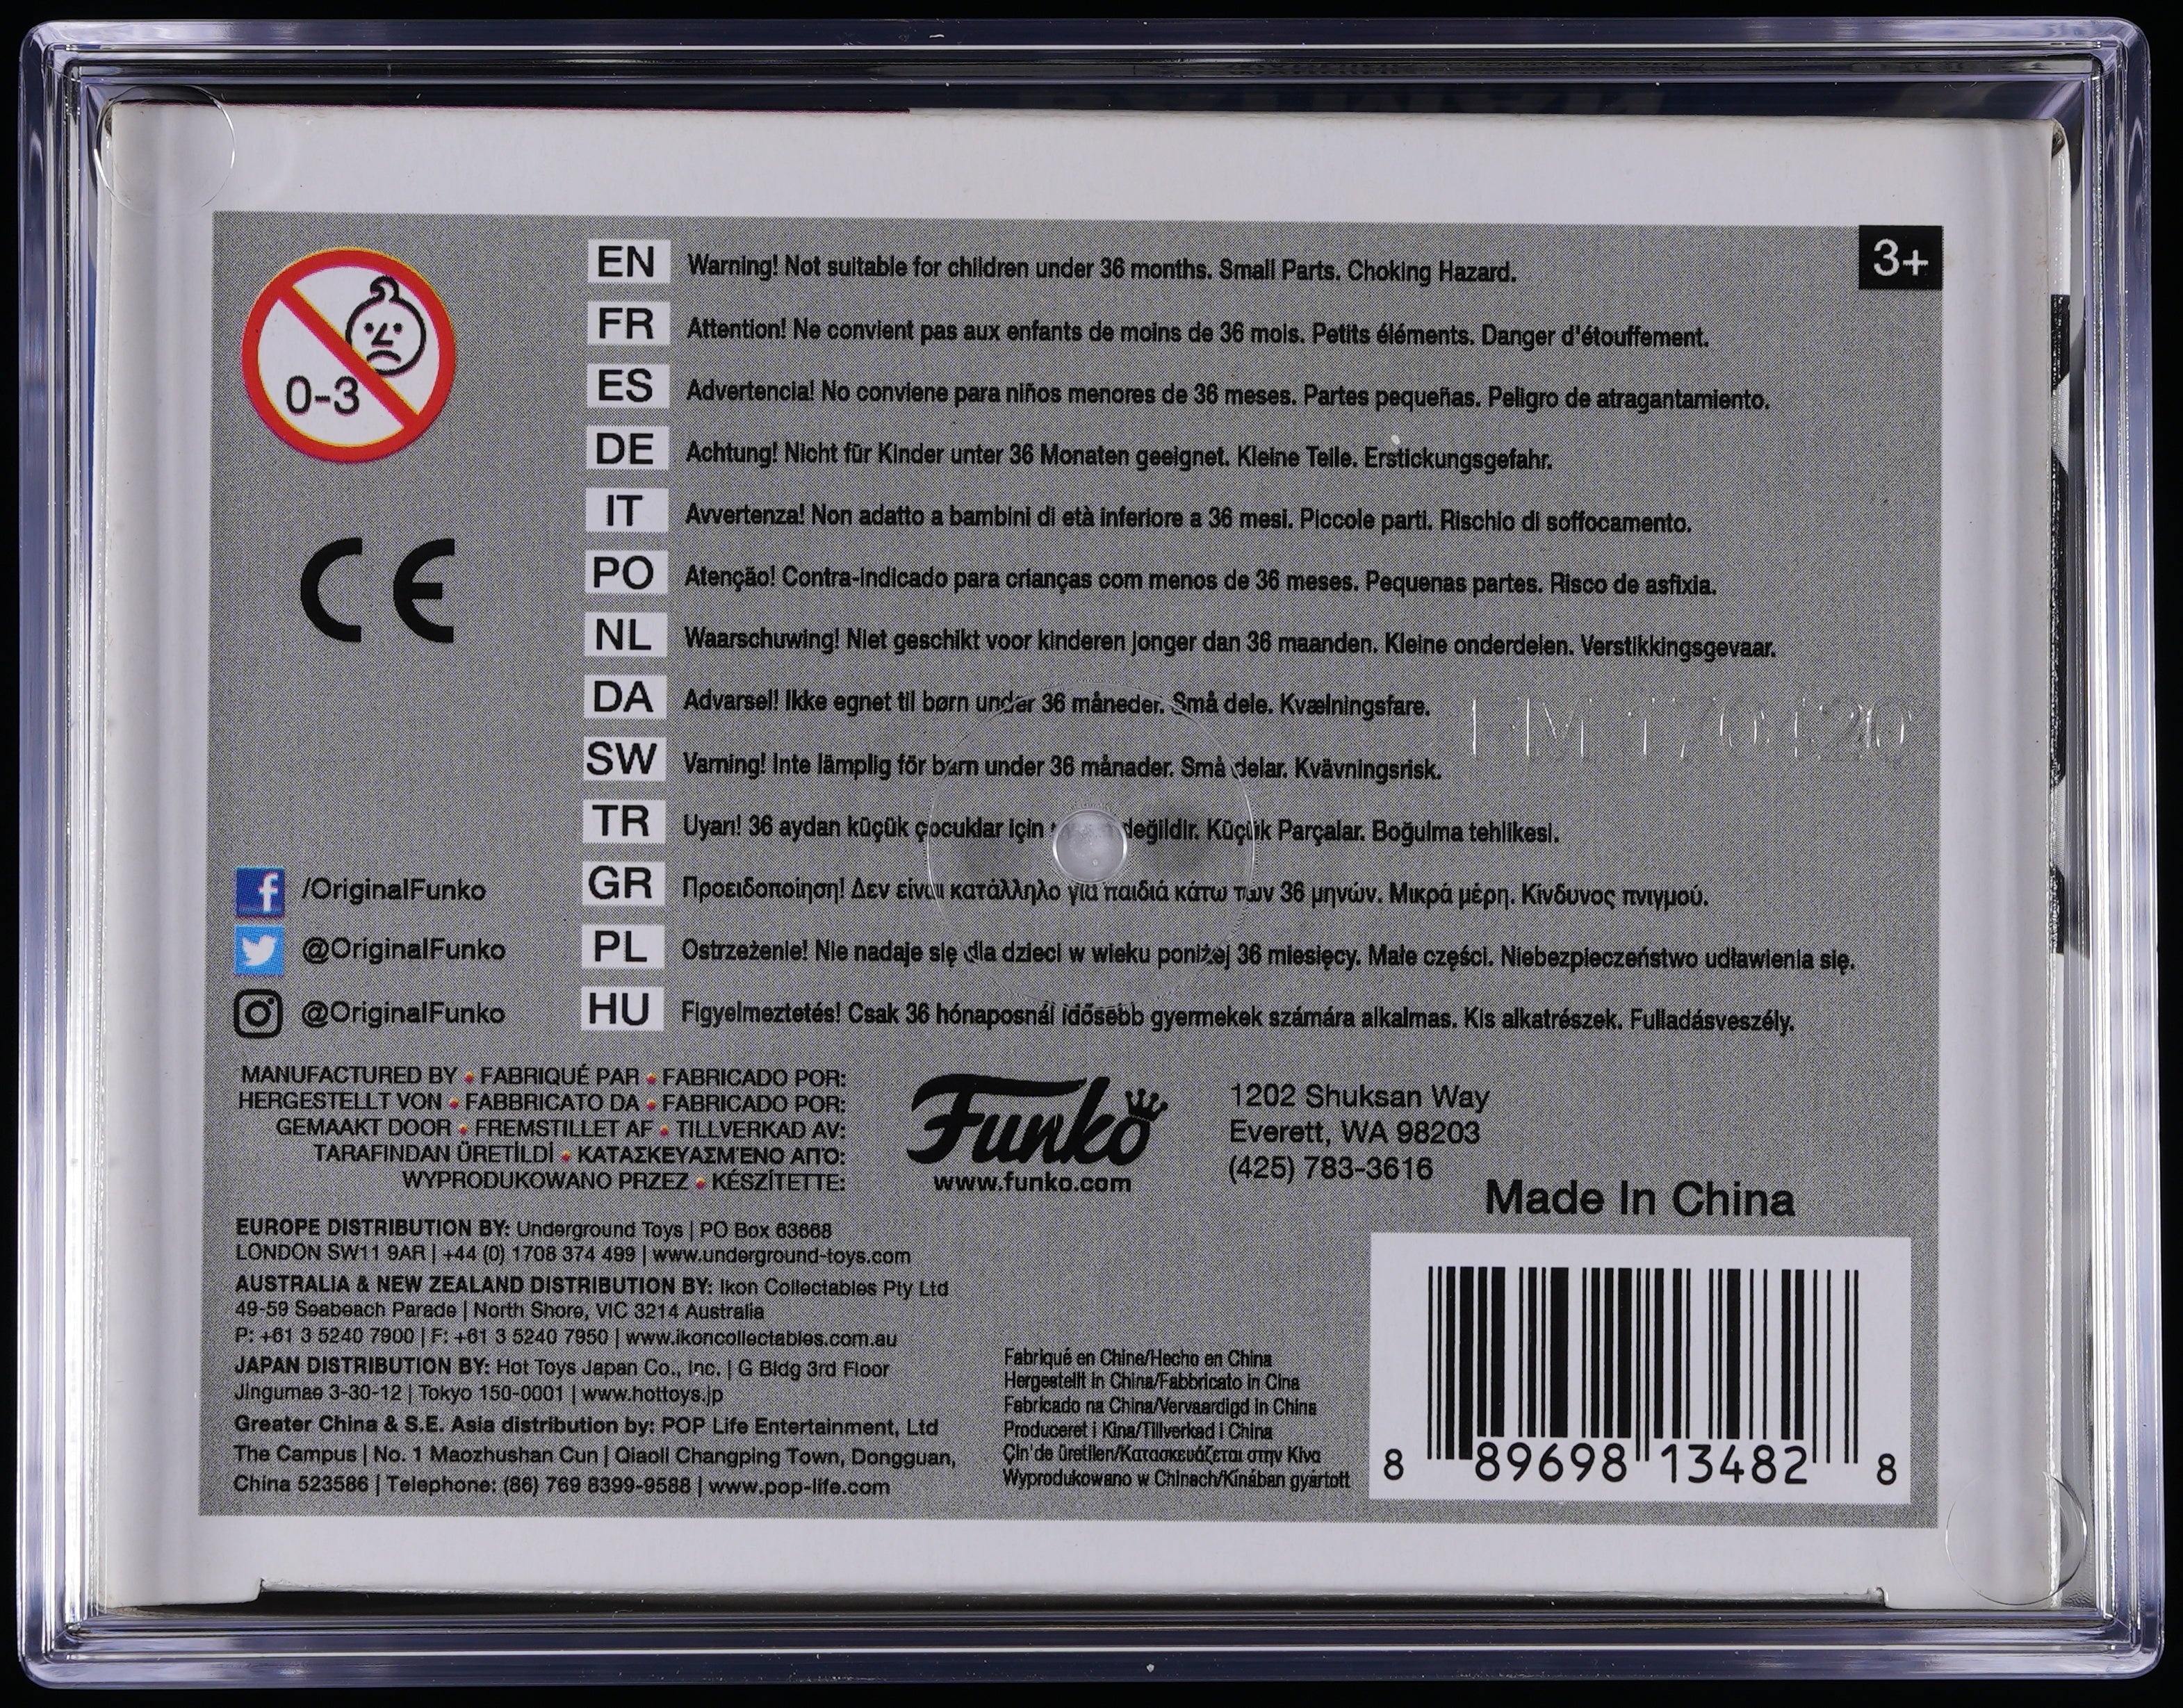 3+
0-3
CE
EN Warning! Not suitable for children under 36 months. Small Parts. Choking Hazard.
FR Attention! Ne convient pas aux enfants de moins de 36 mois. Petits éléments. Danger d'étouffement.
ES Advertencia! No conviene para niños menores de 36 meses. Partes pequeñas. Peligro de atragantamiento.
DE Achtung! Nicht für Kinder unter 36 Monaten geeignet. Kleine Teile. Erstickungsgefahr.
IT Avvertenza! Non adatto a bambini di età inferiore a 36 mesi. Piccole parti. Rischio di soffocamento.
PO Atenção! Contra-indicado para crianças com menos de 36 meses. Pequenas partes. Risco de asfixia.
NL Waarschuwing! Niet geschikt voor kinderen jonger dan 36 maanden. Kleine onderdelen. Verstikkingsgevaar.
DA Advarsel! Ikke egnet til børn under 36 måneder. Små dele. Kvælningsfare.
SW Varning! Inte lämplig för barn under 36 månader. Små delar. Kvävningsrisk.
TR Uyarı! 36 aydan küçük çocuklar için değildir. Küçük Parçalar. Boğulma tehlikesi.
GR Προειδοποίηση! Δεν είναι κατάλληλο για παιδιά κάτω των 36 μηνών. Μικρά μέρη. Κίνδυνος πνιγμού.
PL Ostrzeżenie! Nie nadaje się dla dzieci w wieku poniżej 36 miesięcy. Małe części. Niebezpieczeństwo udławienia się.
HU Figyelmeztetés! Csak 36 hónaposnál idősebb gyermekek számára alkalmas. Kis alkatrészek. Fulladásveszély.
f /OriginalFunko
@OriginalFunko
@OriginalFunko
MANUFACTURED BY • FABRIQUÉ PAR • FABRICADO POR:
HERGESTELLT VON • FABBRICATO DA • FABRICADO POR:
GEMAAKT DOOR • FREMSTILLET AF • TILLVERKAD AV:
TARAFINDAN ÜRETİLDİ • ΚΑΤΑΣΚΕΥΑΣΜΈΝΟ ΑΠΌ:
WYPRODUKOWANO PRZEZ • KÉSZÍTETTE:
Funko
www.funko.com
1202 Shuksan Way
Everett, WA 98203
(425) 783-3616
Made In China
EUROPE DISTRIBUTION BY: Underground Toys | PO Box 63668
LONDON SW11 9AR | +44 (0) 1708 374 499 | www.underground-toys.com
AUSTRALIA & NEW ZEALAND DISTRIBUTION BY: Ikon Collectables Pty Ltd
49-59 Seabeach Parade | North Shore, VIC 3214 Australia
P: +61 3 5240 7900 | F: +61 3 5240 7950 | www.ikoncollectables.com.au
JAPAN DISTRIBUTION BY: Hot Toys Japan Co., Inc. | G Bldg 3rd Floor
Jingumae 3-30-12 | Tokyo 150-0001 | www.hottoys.jp
Greater China & S.E. Asia distribution by: POP Life Entertainment, Ltd
The Campus | No. 1 Maozhushan Cun | Qiaoli Changping Town, Dongguan,
China 523586 | Telephone: (86) 769 8399-9588 | www.pop-life.com
Fabriqué en Chine/Hecho en China
Hergestellt in China/Fabbricato in Cina
Fabricado na China/Vervaardigd in China
Produceret i Kina/Tillverkad i China
Çin'de üretilen/Κατασκευάζεται στην Κίνα
Wyprodukowano w Chinach/Kínában gyártott
8 89698 13482 8